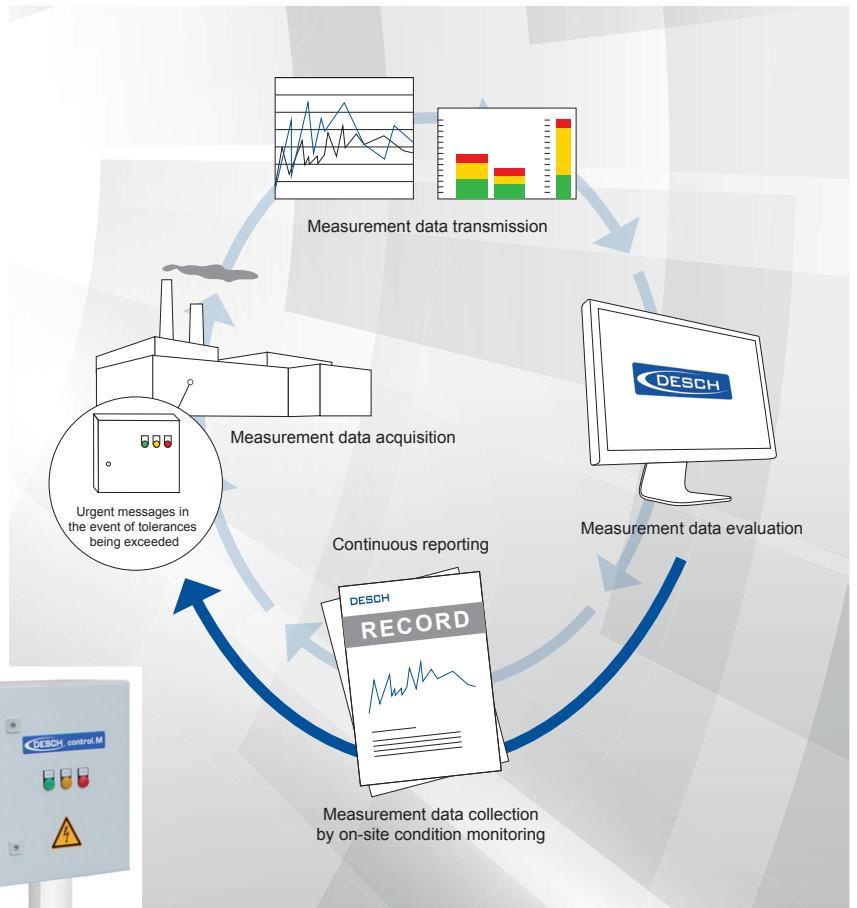 Measurement data transmission
DESCH
Measurement data acquisition
Urgent messages in
the event of tolerances
being exceeded
Measurement data evaluation
Continuous reporting
DESCH
RECORD
DESCH control.M
Measurement data collection
by on-site condition monitoring